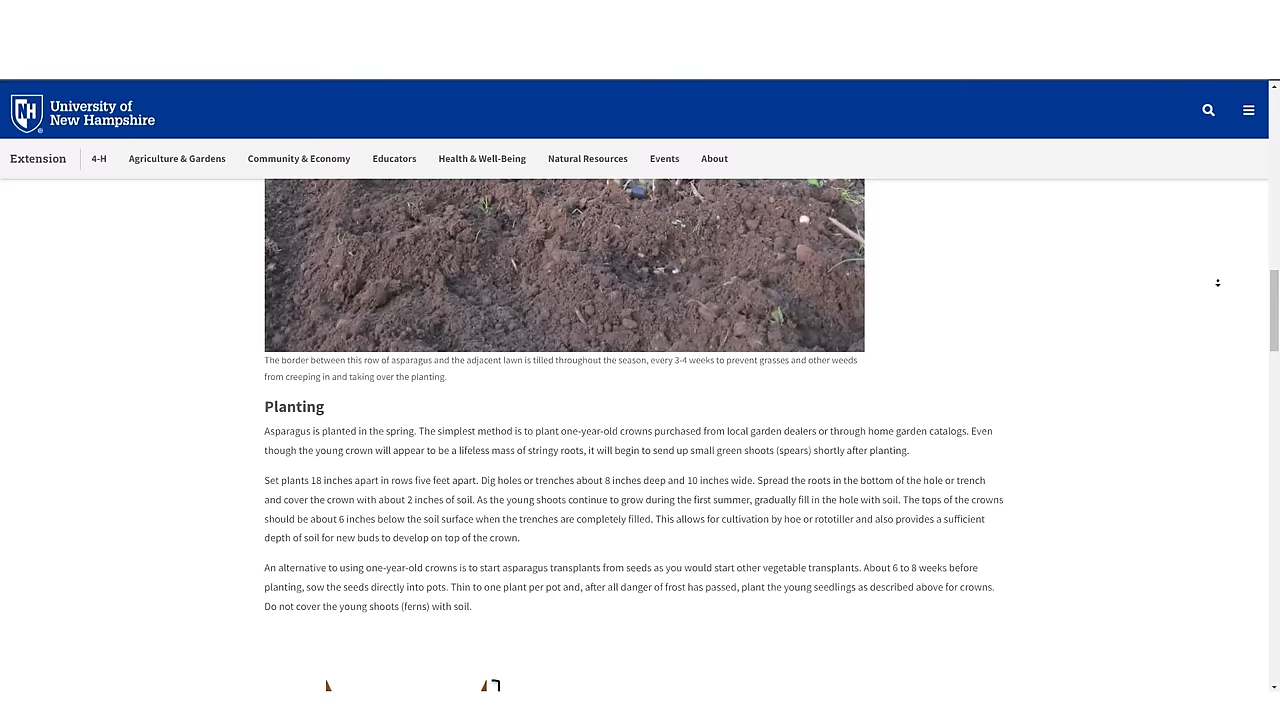 University of
New Hampshire
Extension
4-H
Agriculture & Gardens
Community & Economy
Educators
Health & Well-Being
Natural Resources
Events
About
The border between this row of asparagus and the adjacent lawn is tilled throughout the season, every 3-4 weeks to prevent grasses and other weeds
from creeping in and taking over the planting.
Planting
Asparagus is planted in the spring. The simplest method is to plant one-year-old crowns purchased from local garden dealers or through home garden catalogs. Even
though the young crown will appear to be a lifeless mass of stringy roots, it will begin to send up small green shoots (spears) shortly after planting.
Set plants 18 inches apart in rows five feet apart. Dig holes or trenches about 8 inches deep and 10 inches wide. Spread the roots in the bottom of the hole or trench
and cover the crown with about 2 inches of soil. As the young shoots continue to grow during the first summer, gradually fill in the hole with soil. The tops of the crowns
should be about 6 inches below the soil surface when the trenches are completely filled. This allows for cultivation by hoe or rototiller and also provides a sufficient
depth of soil for new buds to develop on top of the crown.
An alternative to using one-year-old crowns is to start asparagus transplants from seeds as you would start other vegetable transplants. About 6 to 8 weeks before
planting, sow the seeds directly into pots. Thin to one plant per pot and, after all danger of frost has passed, plant the young seedlings as described above for crowns.
Do not cover the young shoots (ferns) with soil.